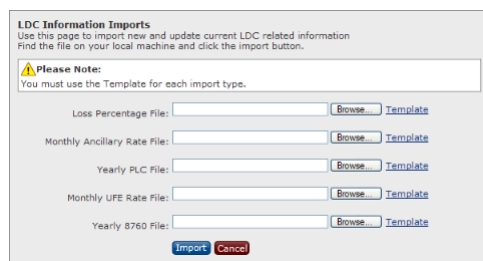 LDC Information Imports
Use this page to import new and update current LDC related information
Find the file on your local machine and click the import button.
Please Note:
You must use the Template for each import type.
Loss Percentage File: Browse... Template
Monthly Ancillary Rate File: Browse... Template
Yearly PLC File: Browse... Template
Monthly UFE Rate File: Browse... Template
Yearly 8760 File: Browse... Template
Import Cancel